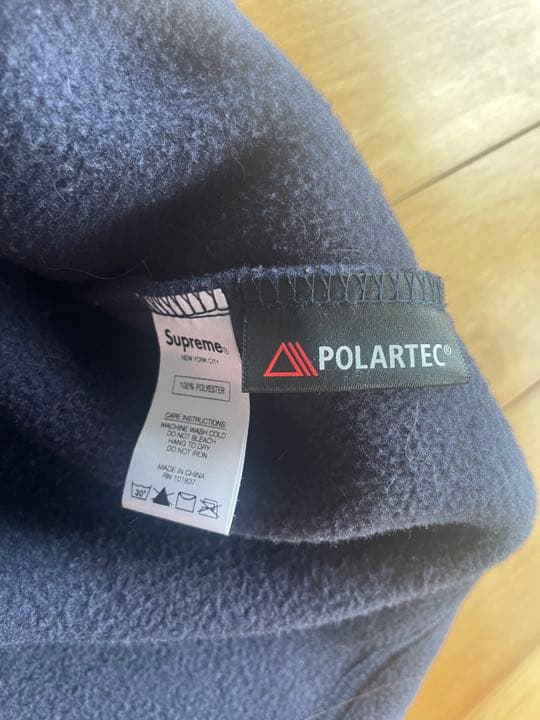 Supreme®
NEW YORK CITY
100% POLYESTER
CARE INSTRUCTIONS:
MACHINE WASH COLD
DO NOT BLEACH
HANG TO DRY
DO NOT IRON
MADE IN CHINA
RN 101837
30°
POLARTEC®